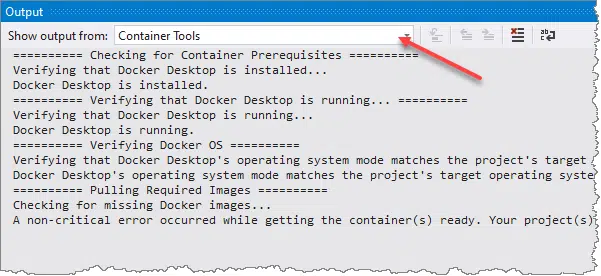 Output
Show output from: Container Tools
========== Checking for Container Prerequisites ==========
Verifying that Docker Desktop is installed...
Docker Desktop is installed.
========== Verifying that Docker Desktop is running... ==========
Verifying that Docker Desktop is running...
Docker Desktop is running.
========== Verifying Docker OS ==========
Verifying that Docker Desktop's operating system mode matches the project's target
Docker Desktop's operating system mode matches the project's target operating syste
========== Pulling Required Images ==========
Checking for missing Docker images...
A non-critical error occurred while getting the container(s) ready. Your project(s)